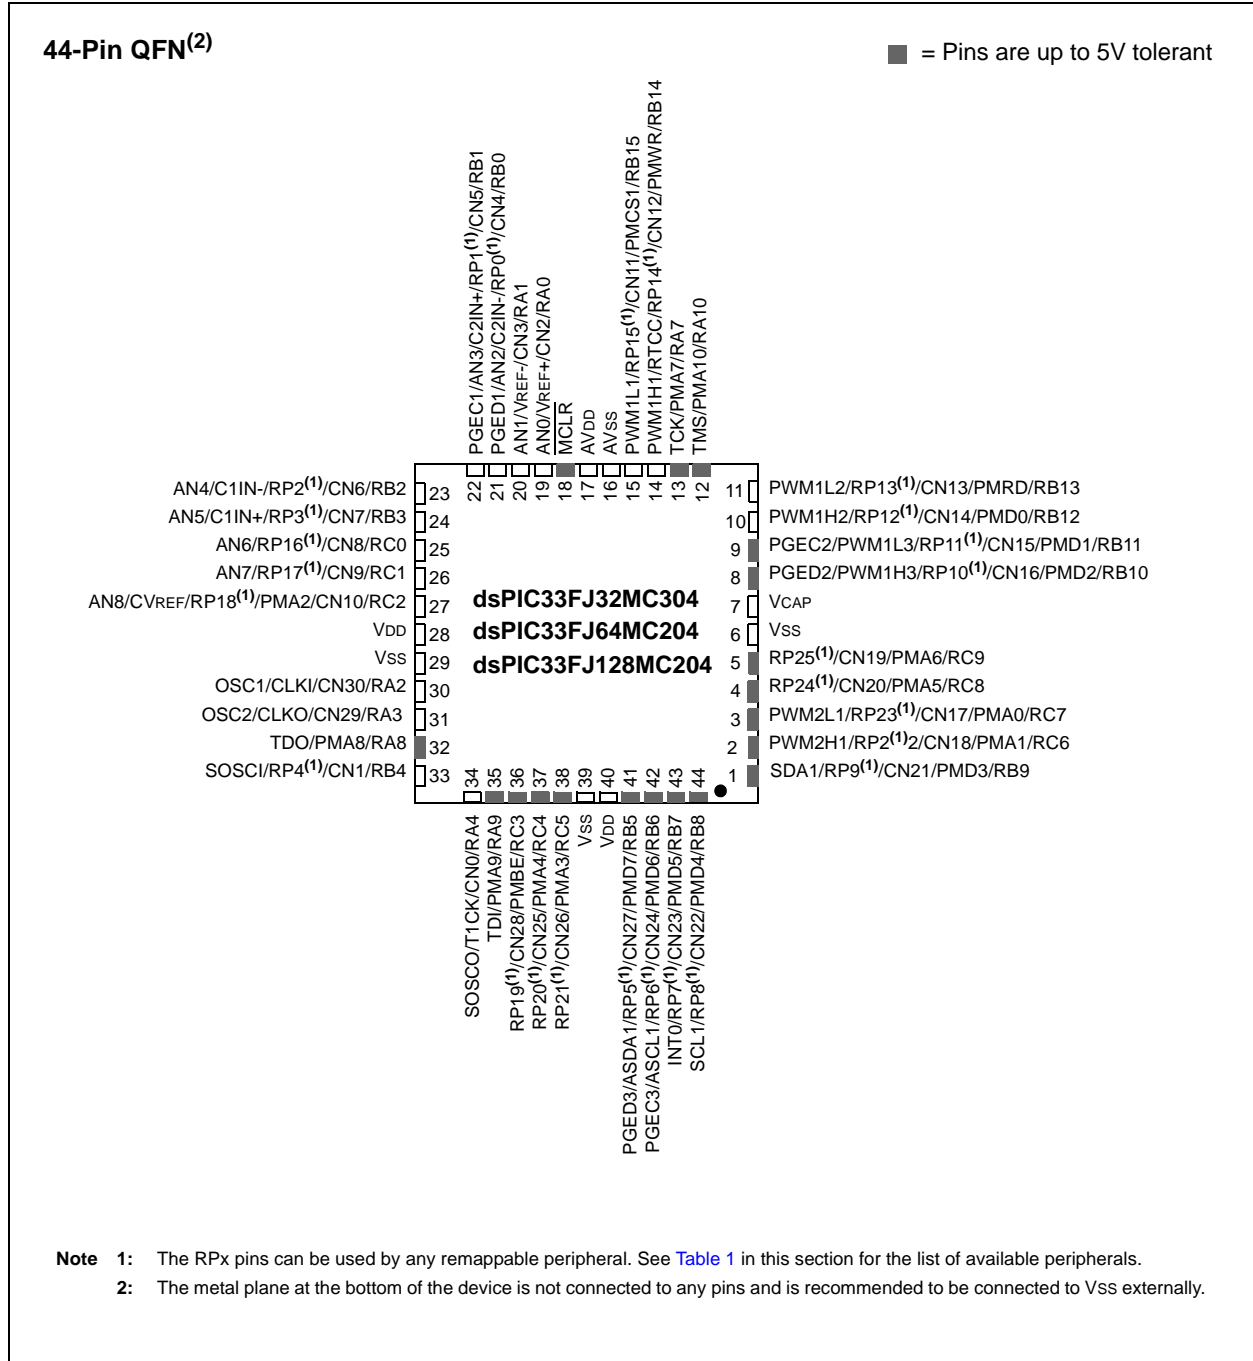 44-Pin QFN(2)
= Pins are up to 5V tolerant
PGEC1/AN3/C2IN+/RP1(1)/CN5/RB1
PGED1/AN2/C2IN-/RP0(1)/CN4/RB0
AN1/VREF-/CN3/RA1
AN0/VREF+/CN2/RA0
MCLR
AVDD
AVSS
PWM1L1/RP15(1)/CN11/PMCS1/RB15
PWM1H1/RTCC/RP14(1)/CN12/PMWR/RB14
TCK/PMA7/RA7
TMS/PMA10/RA10
22 21 20 19 18 17 16 15 14 13 12
AN4/C1IN-/RP2(1)/CN6/RB2 23
AN5/C1IN+/RP3(1)/CN7/RB3 24
AN6/RP16(1)/CN8/RC0 25
AN7/RP17(1)/CN9/RC1 26
AN8/CVREF/RP18(1)/PMA2/CN10/RC2 27
VDD 28
VSS 29
OSC1/CLKI/CN30/RA2 30
OSC2/CLKO/CN29/RA3 31
TDO/PMA8/RA8 32
SOSCI/RP4(1)/CN1/RB4 33
dsPIC33FJ32MC304
dsPIC33FJ64MC204
dsPIC33FJ128MC204
11 PWM1L2/RP13(1)/CN13/PMRD/RB13
10 PWM1H2/RP12(1)/CN14/PMD0/RB12
9 PGEC2/PWM1L3/RP11(1)/CN15/PMD1/RB11
8 PGED2/PWM1H3/RP10(1)/CN16/PMD2/RB10
7 VCAP
6 VSS
5 RP25(1)/CN19/PMA6/RC9
4 RP24(1)/CN20/PMA5/RC8
3 PWM2L1/RP23(1)/CN17/PMA0/RC7
2 PWM2H1/RP2(1)2/CN18/PMA1/RC6
1 SDA1/RP9(1)/CN21/PMD3/RB9
34 35 36 37 38 39 40 41 42 43 44
SOSCO/T1CK/CN0/RA4
TDI/PMA9/RA9
RP19(1)/CN28/PMBE/RC3
RP20(1)/CN25/PMA4/RC4
RP21(1)/CN26/PMA3/RC5
VSS
VDD
PGED3/ASDA1/RP5(1)/CN27/PMD7/RB5
PGEC3/ASCL1/RP6(1)/CN24/PMD6/RB6
INT0/RP7(1)/CN23/PMD5/RB7
SCL1/RP8(1)/CN22/PMD4/RB8
Note 1: The RPx pins can be used by any remappable peripheral. See Table 1 in this section for the list of available peripherals.
2: The metal plane at the bottom of the device is not connected to any pins and is recommended to be connected to VSS externally.